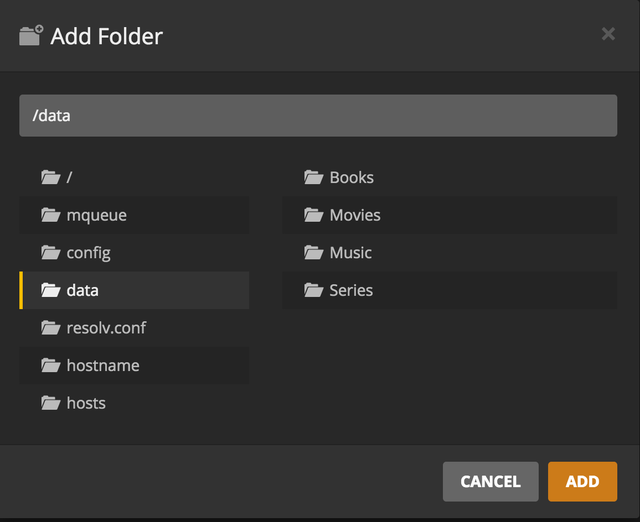 Add Folder
/data
/
mqueue
config
data
resolv.conf
hostname
hosts
Books
Movies
Music
Series
CANCEL
ADD